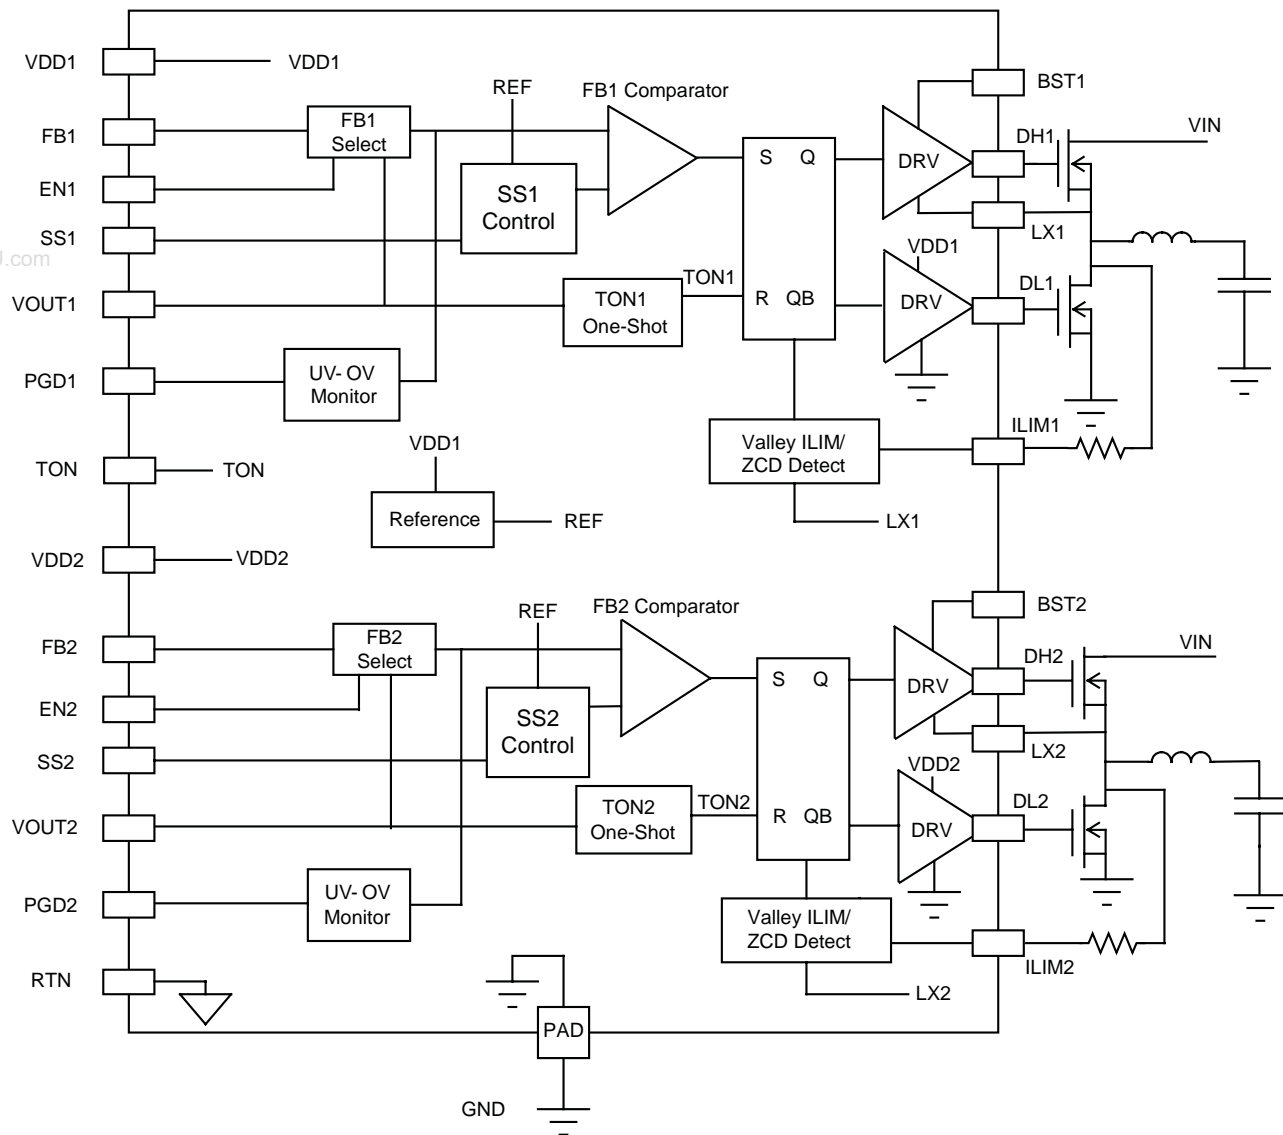 VDD1
VDD1
REF
FB1 Comparator
BST1
FB1
FB1
Select
S Q
DRV
DH1
VIN
EN1
SS1
Control
SS1
LX1
J.com
VDD1
VOUT1
TON1
One-Shot
TON1
R QB
DRV
DL1
PGD1
UV- OV
Monitor
VDD1
Valley ILIM/
ZCD Detect
ILIM1
TON
TON
Reference
REF
LX1
VDD2
VDD2
REF
FB2 Comparator
BST2
FB2
FB2
Select
S Q
DRV
DH2
VIN
EN2
SS2
Control
SS2
LX2
VDD2
VOUT2
TON2
One-Shot
TON2
R QB
DRV
DL2
PGD2
UV- OV
Monitor
Valley ILIM/
ZCD Detect
ILIM2
RTN
LX2
PAD
GND